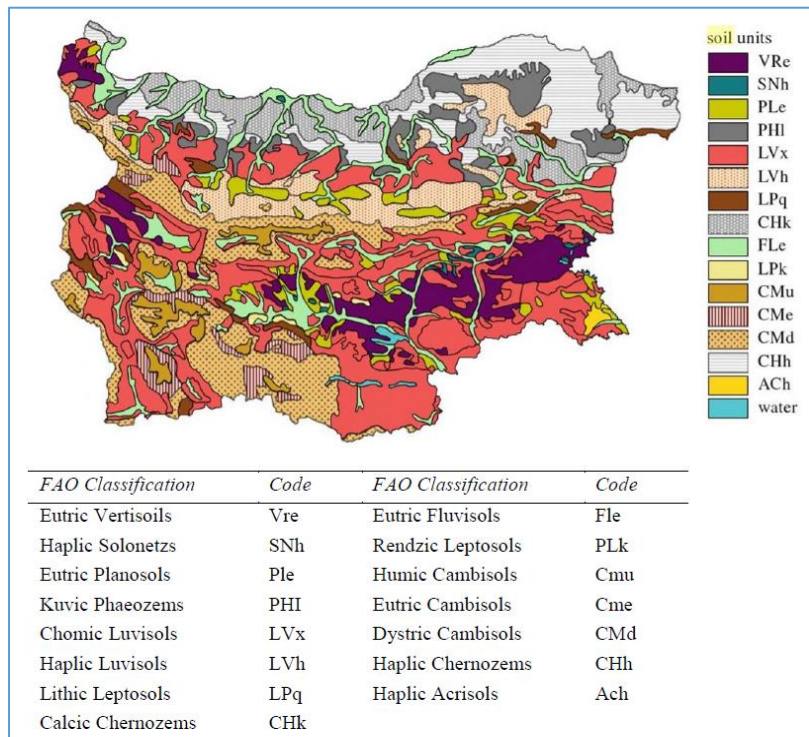 soil units
VRe
SNh
PLe
PHl
LVx
LVh
LPq
CHk
FLe
LPk
CMu
CMe
CMd
CHh
ACh
water
FAO Classification Code FAO Classification Code
Eutric Vertisoils Vre Eutric Fluvisols Fle
Haplic Solonetzs SNh Rendzic Leptosols PLk
Eutric Planosols Ple Humic Cambisols Cmu
Kuvic Phaeozems PHI Eutric Cambisols Cme
Chomic Luvisols LVx Dystric Cambisols CMd
Haplic Luvisols LVh Haplic Chernozems CHh
Lithic Leptosols LPq Haplic Acrisols Ach
Calcic Chernozems CHk